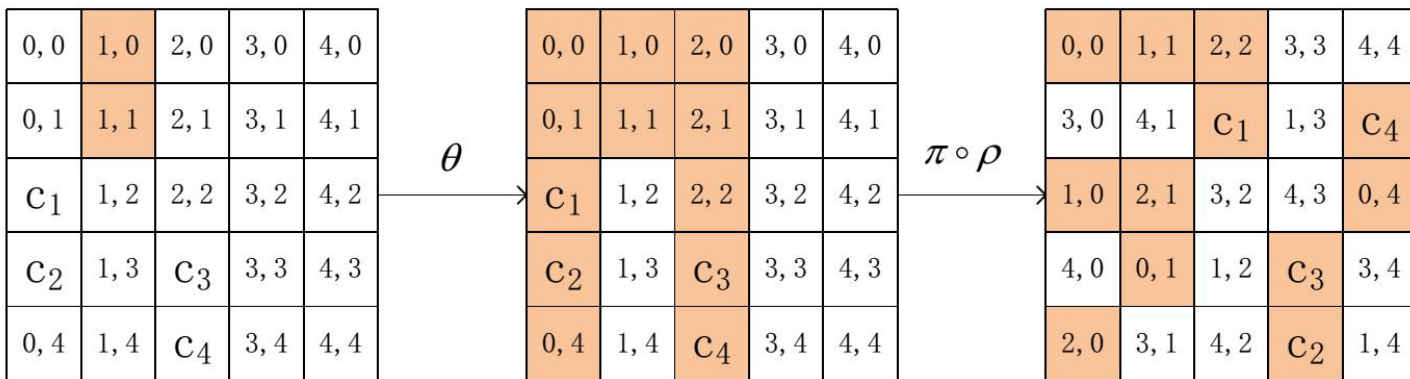 0, 0 1, 0 2, 0 3, 0 4, 0
0, 1 1, 1 2, 1 3, 1 4, 1
C₁ 1, 2 2, 2 3, 2 4, 2
C₂ 1, 3 C₃ 3, 3 4, 3
0, 4 1, 4 C₄ 3, 4 4, 4
θ
0, 0 1, 0 2, 0 3, 0 4, 0
0, 1 1, 1 2, 1 3, 1 4, 1
C₁ 1, 2 2, 2 3, 2 4, 2
C₂ 1, 3 C₃ 3, 3 4, 3
0, 4 1, 4 C₄ 3, 4 4, 4
π ∘ ρ
0, 0 1, 1 2, 2 3, 3 4, 4
3, 0 4, 1 C₁ 1, 3 C₄
1, 0 2, 1 3, 2 4, 3 0, 4
4, 0 0, 1 1, 2 C₃ 3, 4
2, 0 3, 1 4, 2 C₂ 1, 4